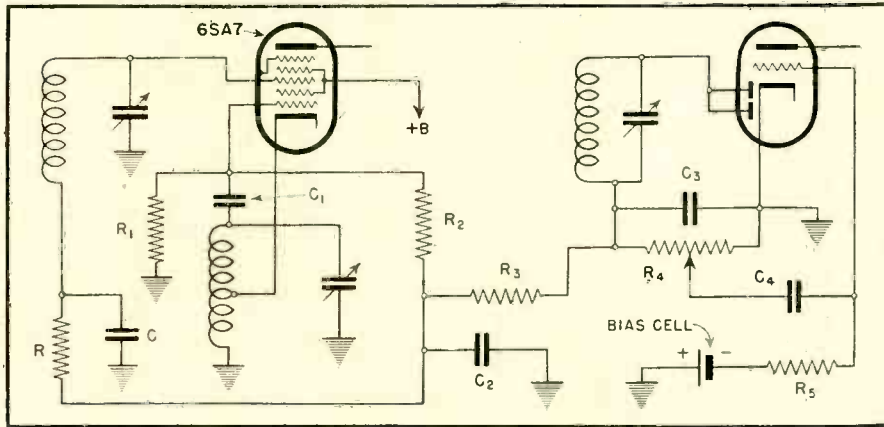 6SA7
+B
C₁
R₁
R₂
C₃
R₃
R₄
C₄
BIAS CELL
R
C
C₂
+
-
R₅